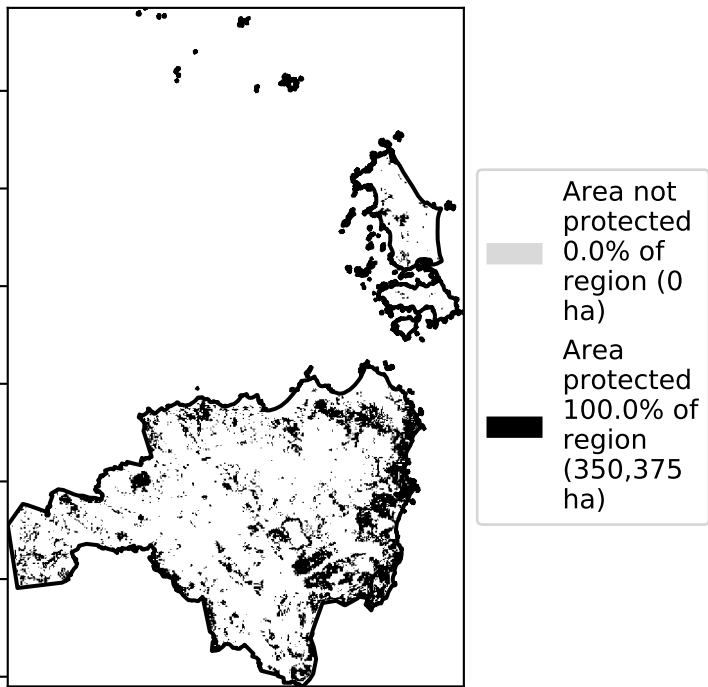 Area not
protected
0.0% of
region (0
ha)
Area
protected
100.0% of
region
(350,375
ha)